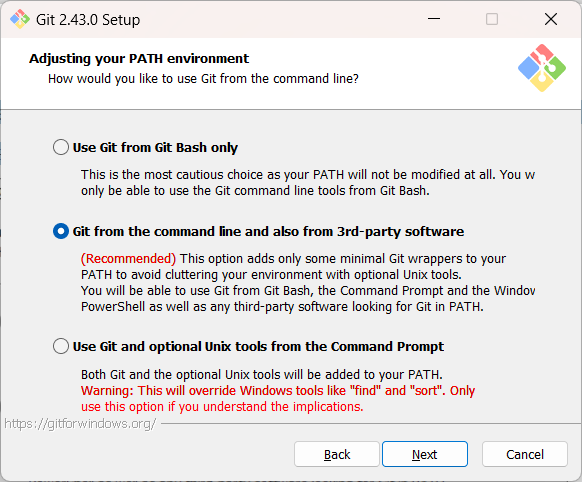 Git 2.43.0 Setup
Adjusting your PATH environment
How would you like to use Git from the command line?
Use Git from Git Bash only
This is the most cautious choice as your PATH will not be modified at all. You w
only be able to use the Git command line tools from Git Bash.
Git from the command line and also from 3rd-party software
(Recommended) This option adds only some minimal Git wrappers to your
PATH to avoid cluttering your environment with optional Unix tools.
You will be able to use Git from Git Bash, the Command Prompt and the Window
PowerShell as well as any third-party software looking for Git in PATH.
Use Git and optional Unix tools from the Command Prompt
Both Git and the optional Unix tools will be added to your PATH.
Warning: This will override Windows tools like "find" and "sort". Only
use this option if you understand the implications.
https://gitforwindows.org/
Back Next Cancel